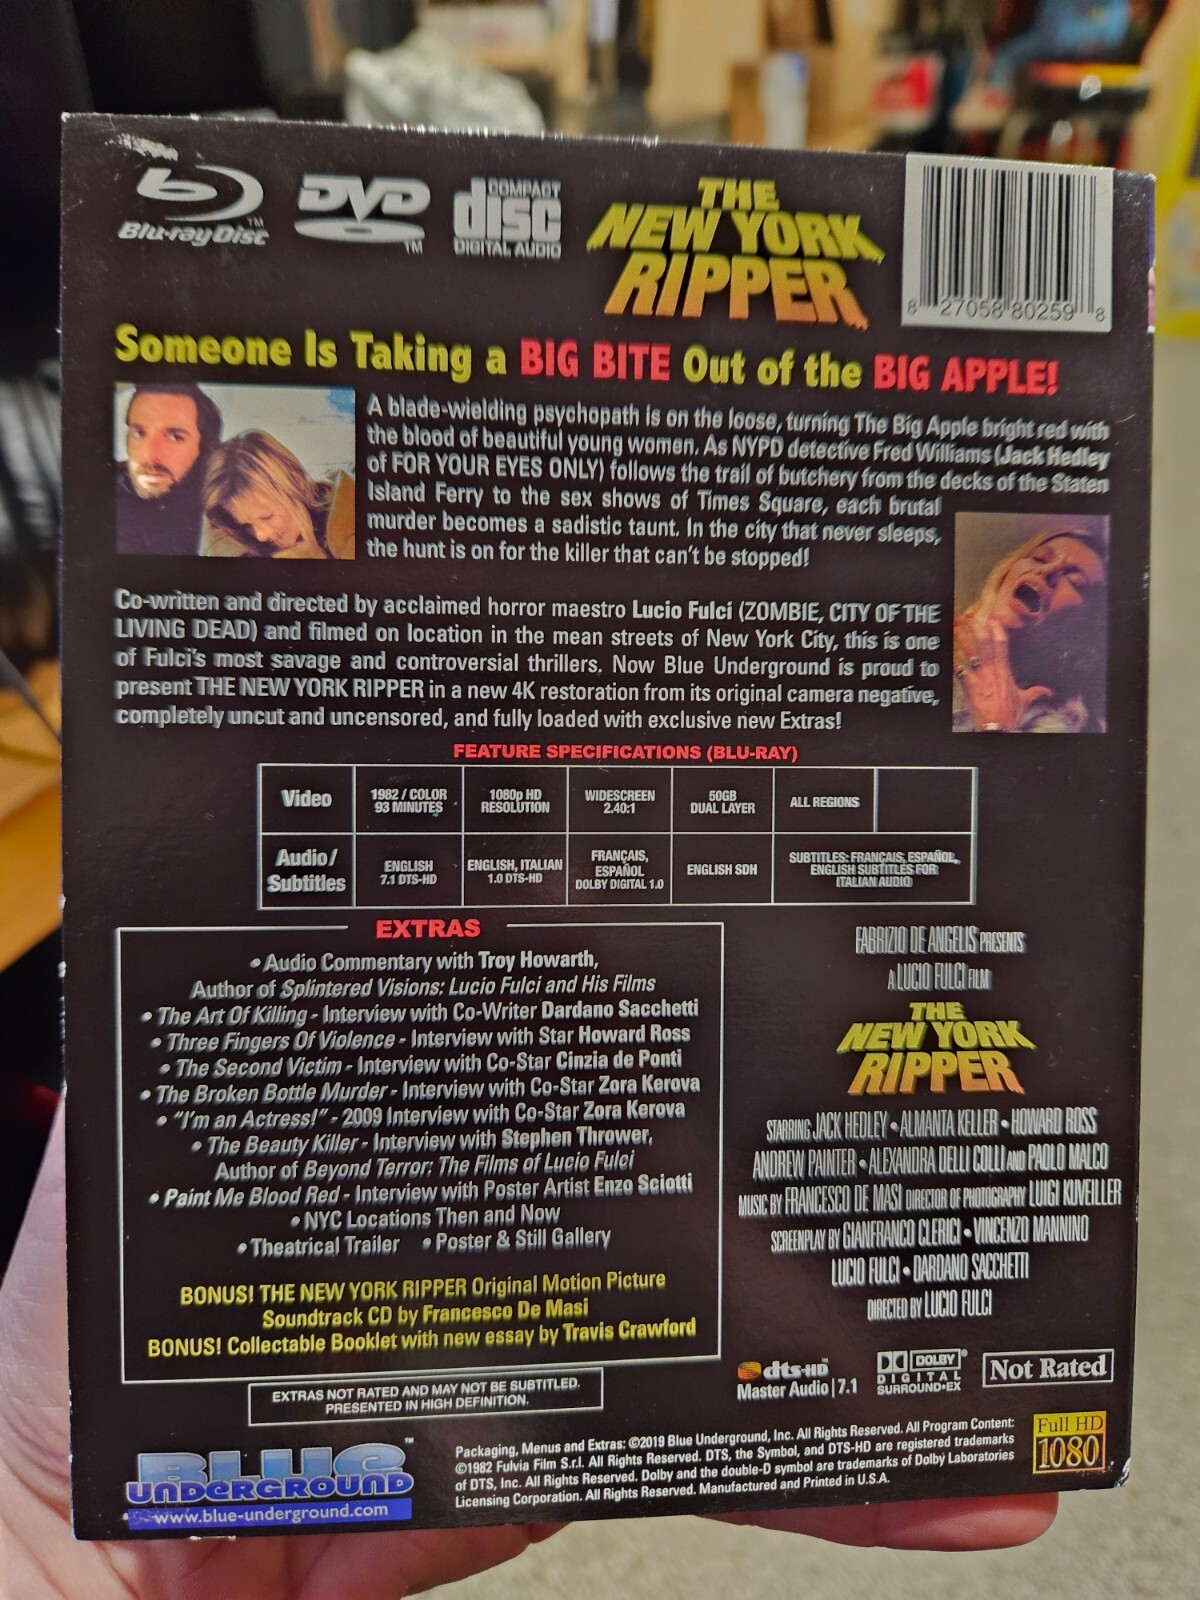 Blu-ray Disc™
DVD™
COMPACT
disc
DIGITAL AUDIO
THE
NEW YORK
RIPPER
8 27058 80259 8
Someone Is Taking a BIG BITE Out of the BIG APPLE!
A blade-wielding psychopath is on the loose, turning The Big Apple bright red with
the blood of beautiful young women. As NYPD detective Fred Williams (Jack Hedley
of FOR YOUR EYES ONLY) follows the trail of butchery from the decks of the Staten
Island Ferry to the sex shows of Times Square, each brutal
murder becomes a sadistic taunt. In the city that never sleeps,
the hunt is on for the killer that can't be stopped!
Co-written and directed by acclaimed horror maestro Lucio Fulci (ZOMBIE, CITY OF THE
LIVING DEAD) and filmed on location in the mean streets of New York City, this is one
of Fulci's most savage and controversial thrillers. Now Blue Underground is proud to
present THE NEW YORK RIPPER in a new 4K restoration from its original camera negative,
completely uncut and uncensored, and fully loaded with exclusive new Extras!
FEATURE SPECIFICATIONS (BLU-RAY)
Video
1982 / COLOR
93 MINUTES
1080p HD
RESOLUTION
WIDESCREEN
2.40:1
50GB
DUAL LAYER
ALL REGIONS
Audio/
Subtitles
ENGLISH
7.1 DTS-HD
ENGLISH, ITALIAN
1.0 DTS-HD
FRANÇAIS,
ESPAÑOL
DOLBY DIGITAL 1.0
ENGLISH SDH
SUBTITLES: FRANÇAIS, ESPAÑOL,
ENGLISH SUBTITLES FOR
ITALIAN AUDIO
EXTRAS
• Audio Commentary with Troy Howarth,
Author of Splintered Visions: Lucio Fulci and His Films
• The Art Of Killing - Interview with Co-Writer Dardano Sacchetti
• Three Fingers Of Violence - Interview with Star Howard Ross
• The Second Victim - Interview with Co-Star Cinzia de Ponti
• The Broken Bottle Murder - Interview with Co-Star Zora Kerova
• "I'm an Actress!" - 2009 Interview with Co-Star Zora Kerova
• The Beauty Killer - Interview with Stephen Thrower,
Author of Beyond Terror: The Films of Lucio Fulci
• Paint Me Blood Red - Interview with Poster Artist Enzo Sciotti
• NYC Locations Then and Now
• Theatrical Trailer • Poster & Still Gallery
BONUS! THE NEW YORK RIPPER Original Motion Picture
Soundtrack CD by Francesco De Masi
BONUS! Collectable Booklet with new essay by Travis Crawford
EXTRAS NOT RATED AND MAY NOT BE SUBTITLED.
PRESENTED IN HIGH DEFINITION.
FABRIZIO DE ANGELIS PRESENTS
A LUCIO FULCI FILM
THE
NEW YORK
RIPPER
STARRING JACK HEDLEY • ALMANTA KELLER • HOWARD ROSS
ANDREW PAINTER • ALEXANDRA DELLI COLLI AND PAOLO MALCO
MUSIC BY FRANCESCO DE MASI DIRECTOR OF PHOTOGRAPHY LUIGI KUVEILLER
SCREENPLAY BY GIANFRANCO CLERICI • VINCENZO MANNINO
LUCIO FULCI • DARDANO SACCHETTI
DIRECTED BY LUCIO FULCI
dts-HD™
Master Audio | 7.1
DOLBY®
DIGITAL
SURROUND•EX
Not Rated
BLUE™
UNDERGROUND
www.blue-underground.com
Packaging, Menus and Extras: ©2019 Blue Underground, Inc. All Rights Reserved. All Program Content:
©1982 Fulvia Film S.r.l. All Rights Reserved. DTS, the Symbol, and DTS-HD are registered trademarks
of DTS, Inc. All Rights Reserved. Dolby and the double-D symbol are trademarks of Dolby Laboratories
Licensing Corporation. All Rights Reserved. Manufactured and Printed in U.S.A.
Full HD
1080